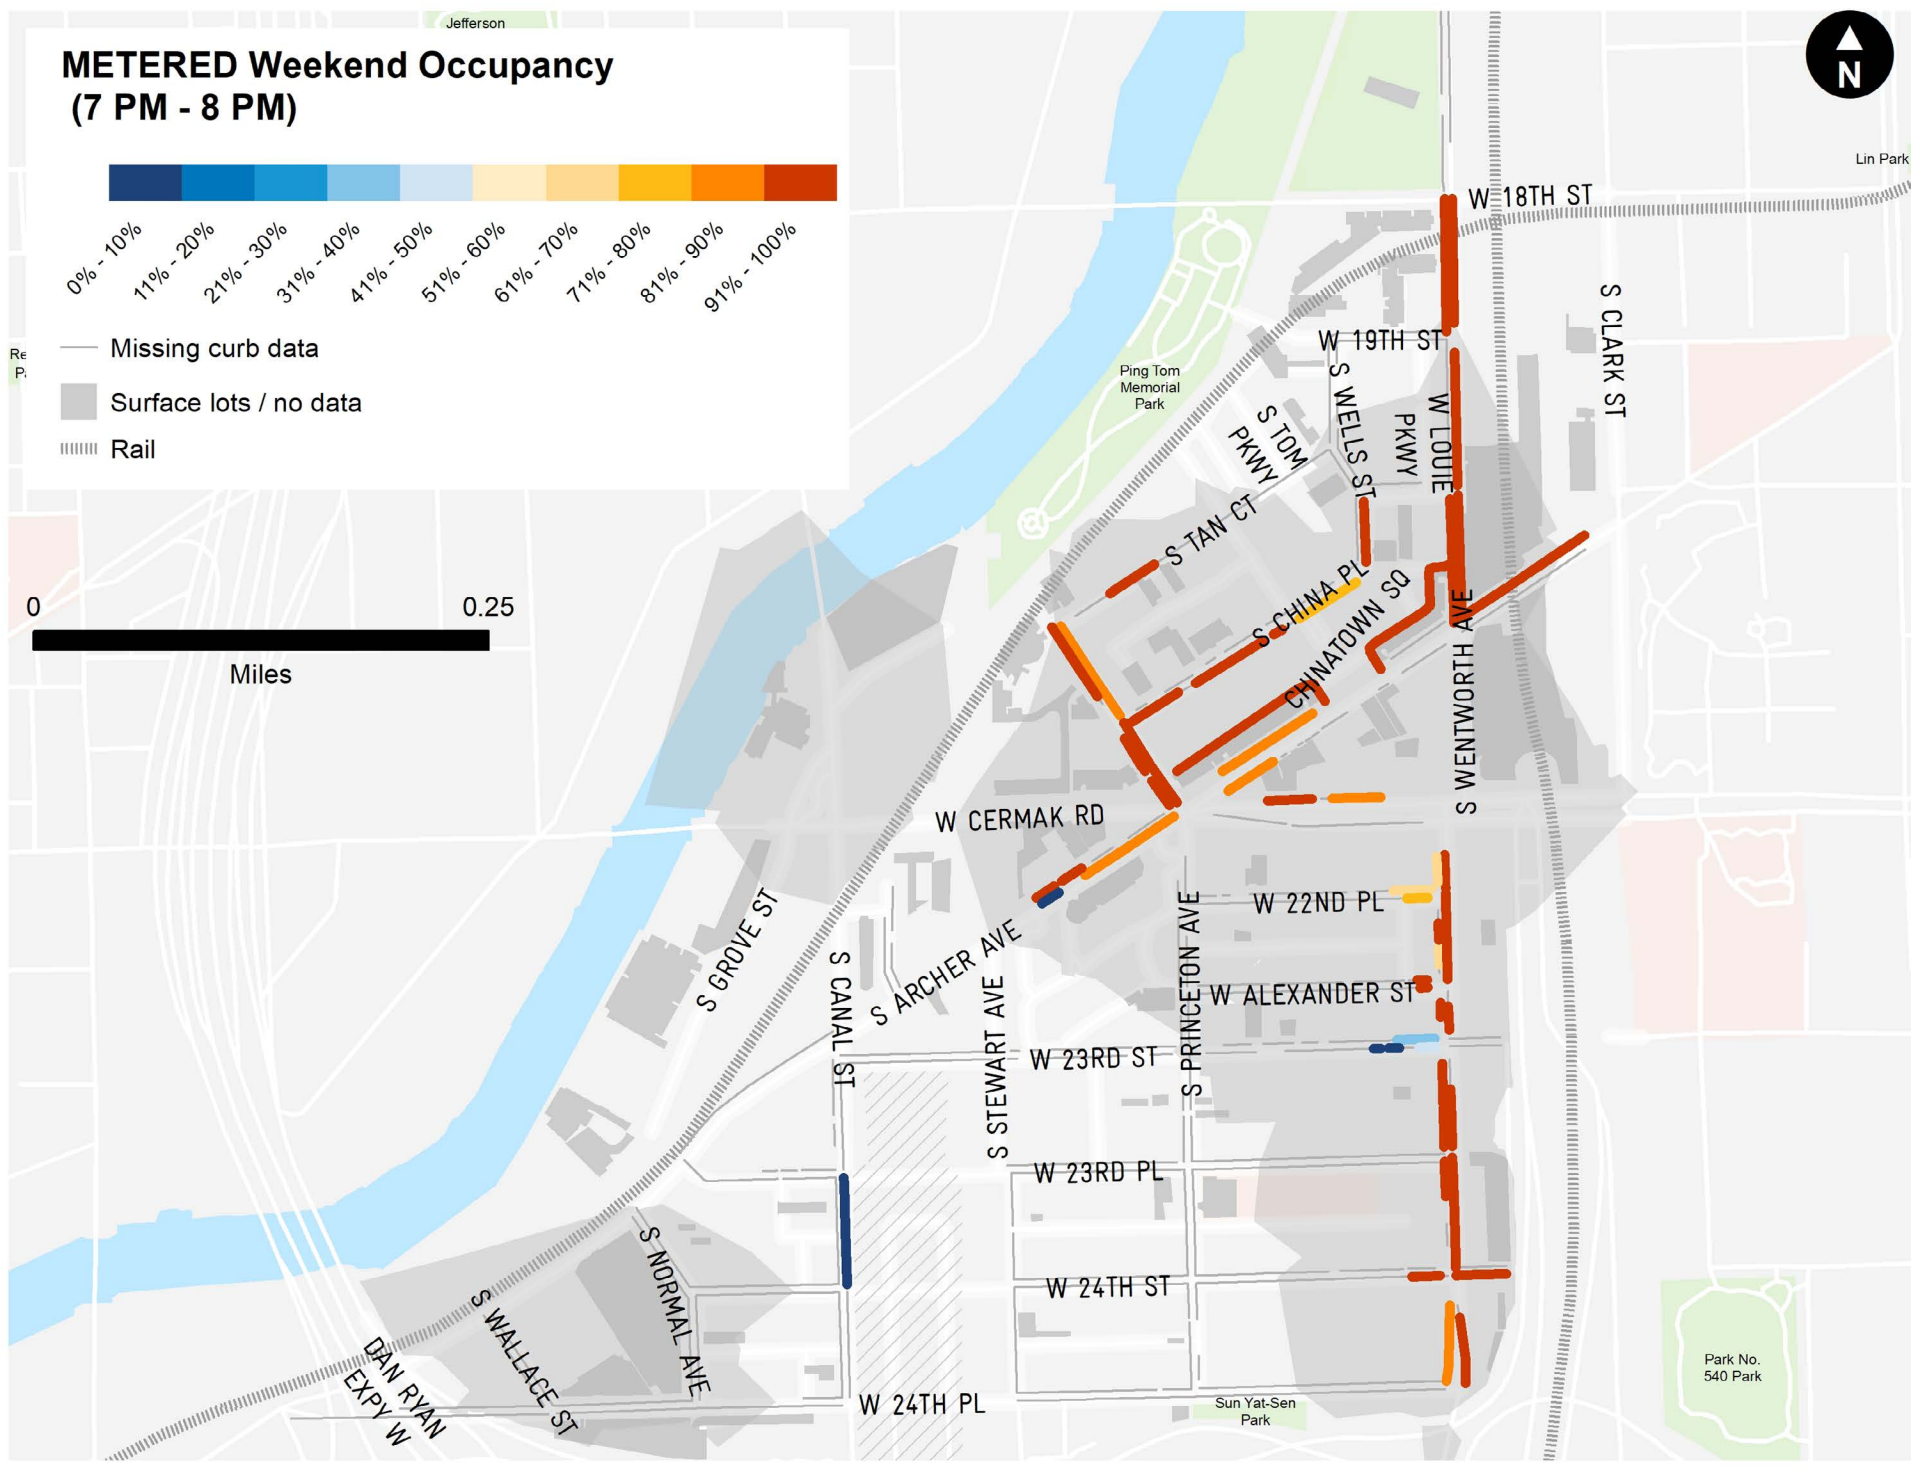 Jefferson
METERED Weekend Occupancy
(7 PM - 8 PM)
0% - 10%
11% - 20%
21% - 30%
31% - 40%
41% - 50%
51% - 60%
61% - 70%
71% - 80%
81% - 90%
91% - 100%
Missing curb data
Surface lots / no data
Rail
N
Lin Park
W 18TH ST
S CLARK ST
W 19TH ST
Re
P
Ping Tom
Memorial
Park
S TOM
PKWY
S WELLS ST
W LOUIE
PKWY
S TAN CT
0
0.25
Miles
S CHINA PL
CHINATOWN SQ
S WENTWORTH AVE
W CERMAK RD
W 22ND PL
S GROVE ST
S CANAL ST
S ARCHER AVE
S STEWART AVE
S PRINCETON AVE
W ALEXANDER ST
W 23RD ST
W 23RD PL
W 24TH ST
S NORMAL AVE
S WALLACE ST
DAN RYAN
EXPY W
W 24TH PL
Sun Yat-Sen
Park
Park No.
540 Park